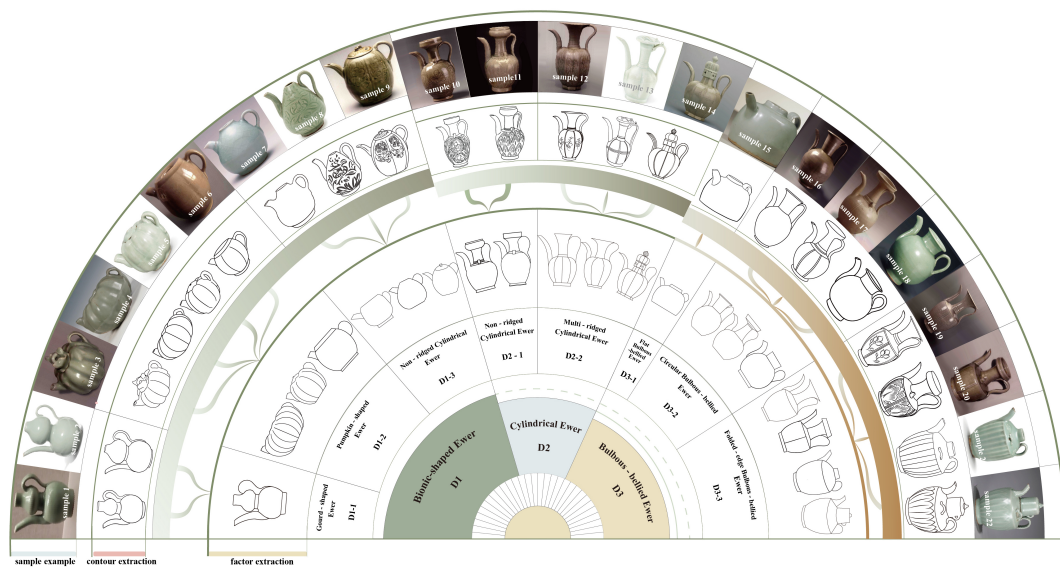 sample 1
sample 2
sample 3
sample 4
sample 5
sample 6
sample 7
sample 8
sample 9
sample 10
sample11
sample 12
sample 13
sample 14
sample 15
sample 16
sample 17
sample 18
sample 19
sample 20
sample 22
Gourd - shaped
Ewer
D1-1
Pumpkin - shaped
Ewer
D1-2
Non - ridged Cylindrical
Ewer
D1-3
Non - ridged
Cylindrical Ewer
D2 - 1
Multi - ridged
Cylindrical Ewer
D2-2
Flat
Bulbous
-bellied
Ewer
D3-1
Circular Bulbous - bellied
Ewer
D3-2
Folded - edge Bulbous - bellied
Ewer
D3-3
Bionic-shaped Ewer
D1
Cylindrical Ewer
D2
Bulbous - bellied Ewer
D3
sample example
contour extraction
factor extraction